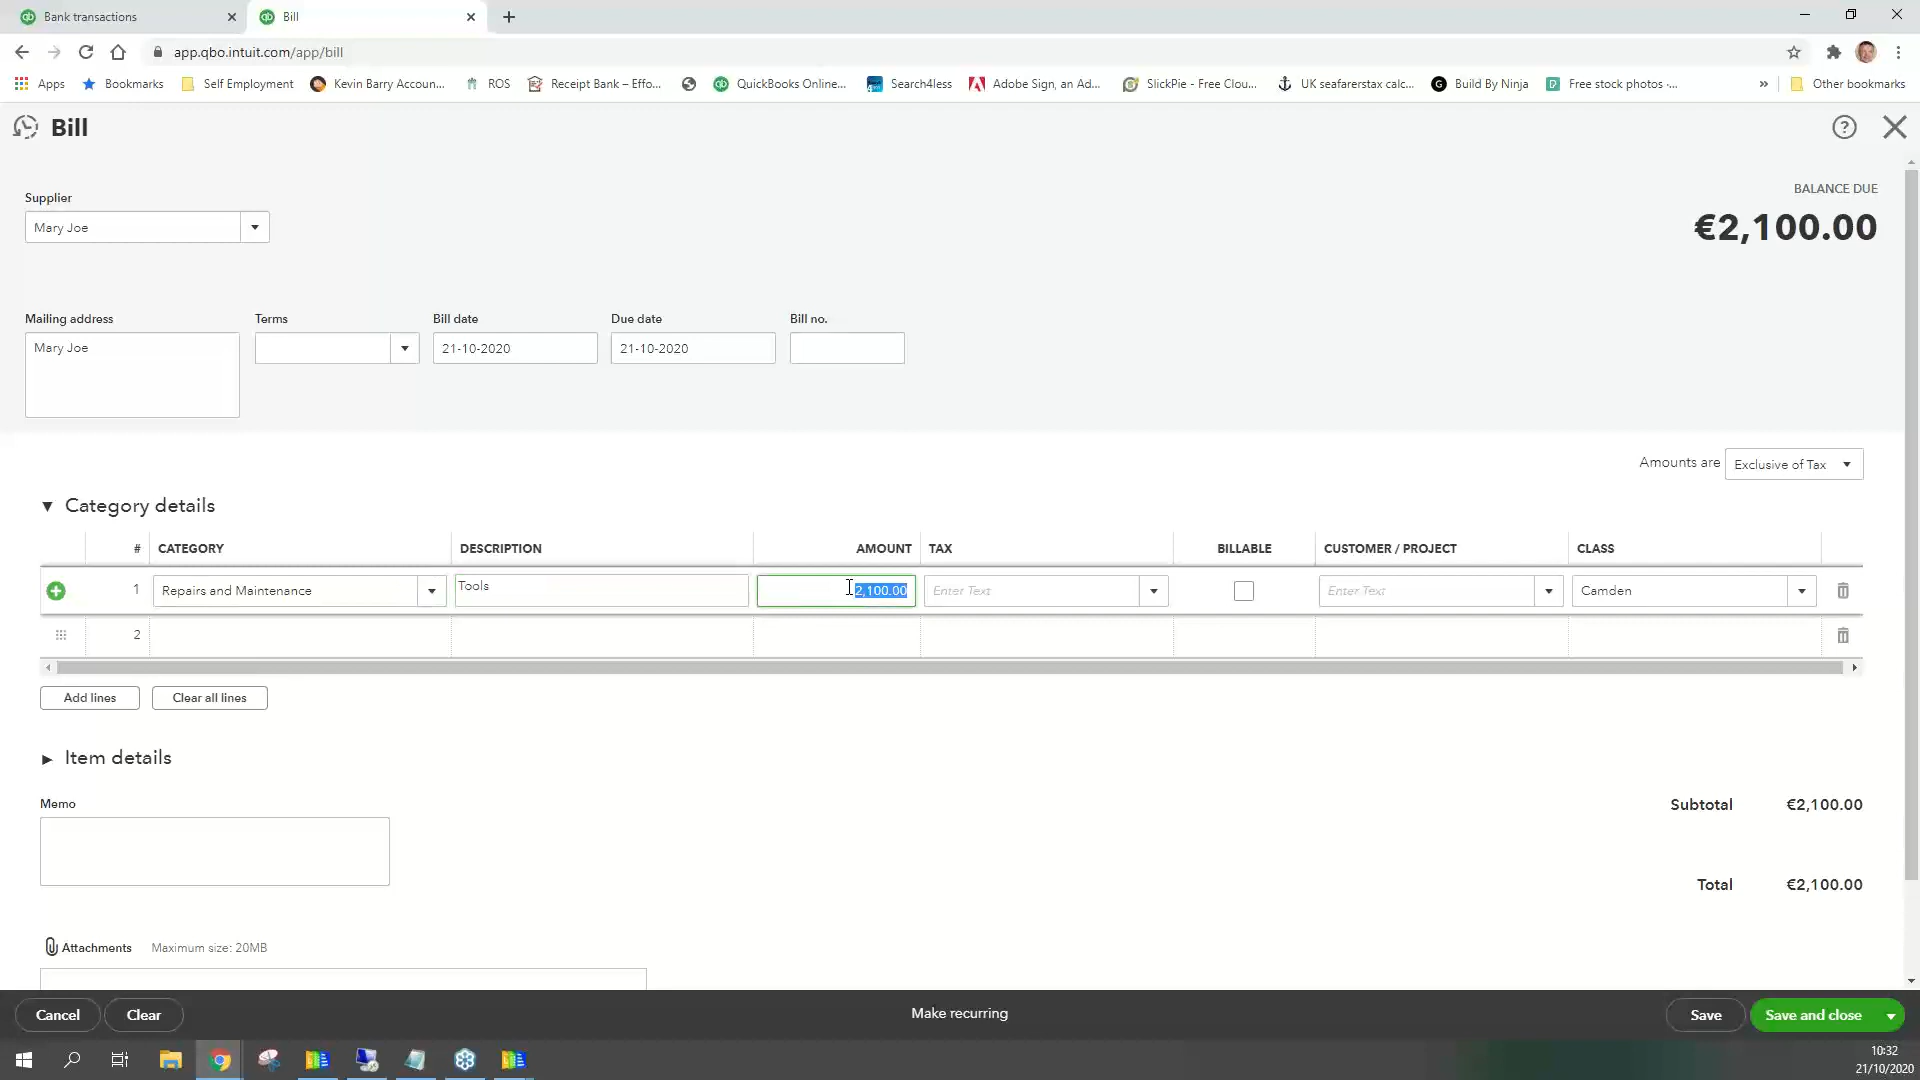 Bank transactions
Bill
app.qbo.intuit.com/app/bill
Apps
Bookmarks
Self Employment
Kevin Barry Accoun...
ROS
Receipt Bank – Effo...
QuickBooks Online...
Search4less
Adobe Sign, an Ad...
SlickPie - Free Clou...
UK seafarerstax calc...
Build By Ninja
Free stock photos ·...
»
Other bookmarks
Bill
Supplier
Mary Joe
BALANCE DUE
€2,100.00
Mailing address
Terms
Bill date
Due date
Bill no.
Mary Joe
21-10-2020
21-10-2020
Amounts are
Exclusive of Tax
Category details
# CATEGORY DESCRIPTION AMOUNT TAX BILLABLE CUSTOMER / PROJECT CLASS
1 Repairs and Maintenance Tools 2,100.00 Enter Text Enter Text Camden
2
Add lines
Clear all lines
Item details
Memo
Subtotal €2,100.00
Total €2,100.00
Attachments Maximum size: 20MB
Cancel
Clear
Make recurring
Save
Save and close
10:32
21/10/2020